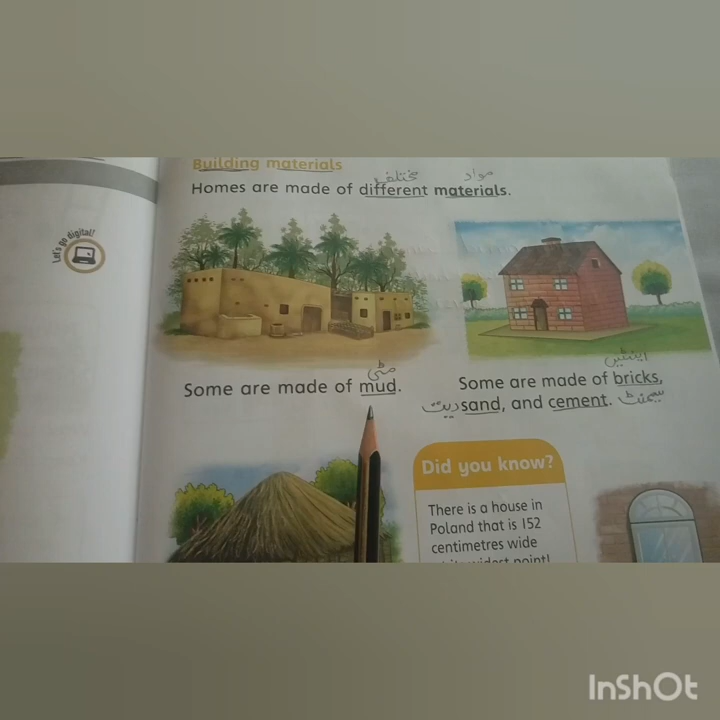 Building materials
مختلف مواد
Homes are made of different materials.
Let's go digital!
مٹی
Some are made of mud.
اینٹیں
Some are made of bricks,
ریت sand, and cement. سیمنٹ
Did you know?
There is a house in
Poland that is 152
centimetres wide
widest point!
InShOt